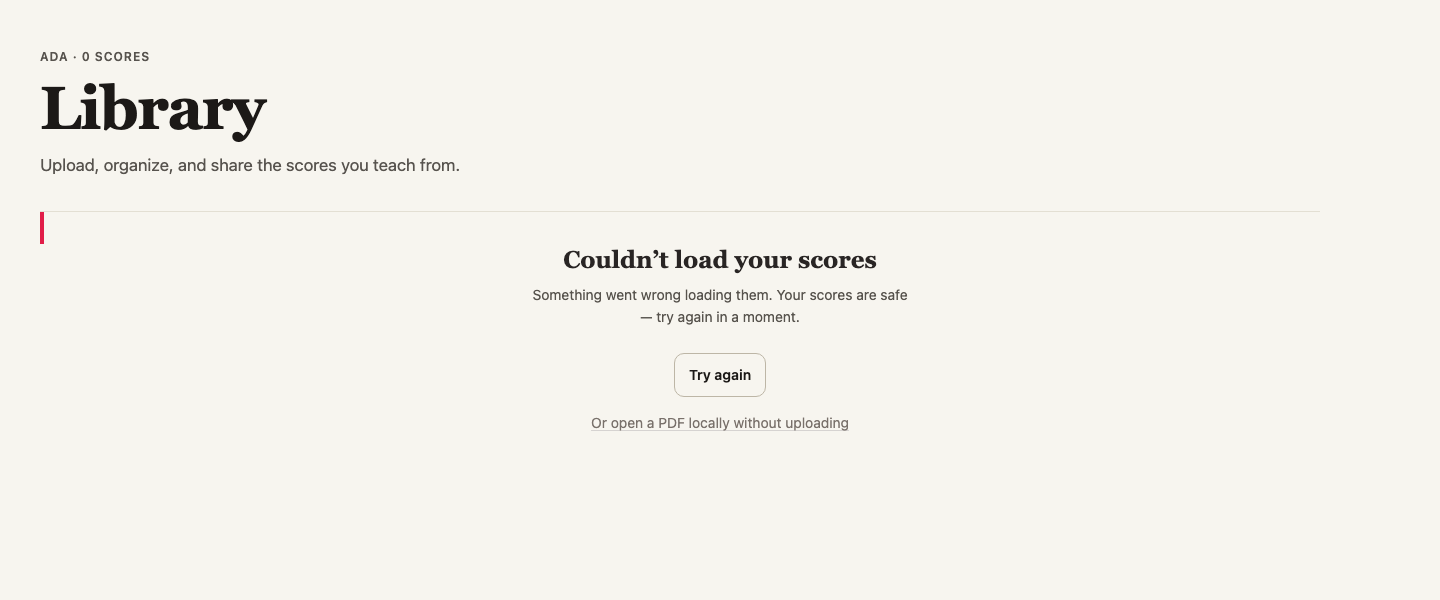 ADA · 0 SCORES
Library
Upload, organize, and share the scores you teach from.
Couldn’t load your scores
Something went wrong loading them. Your scores are safe
— try again in a moment.
Try again
Or open a PDF locally without uploading